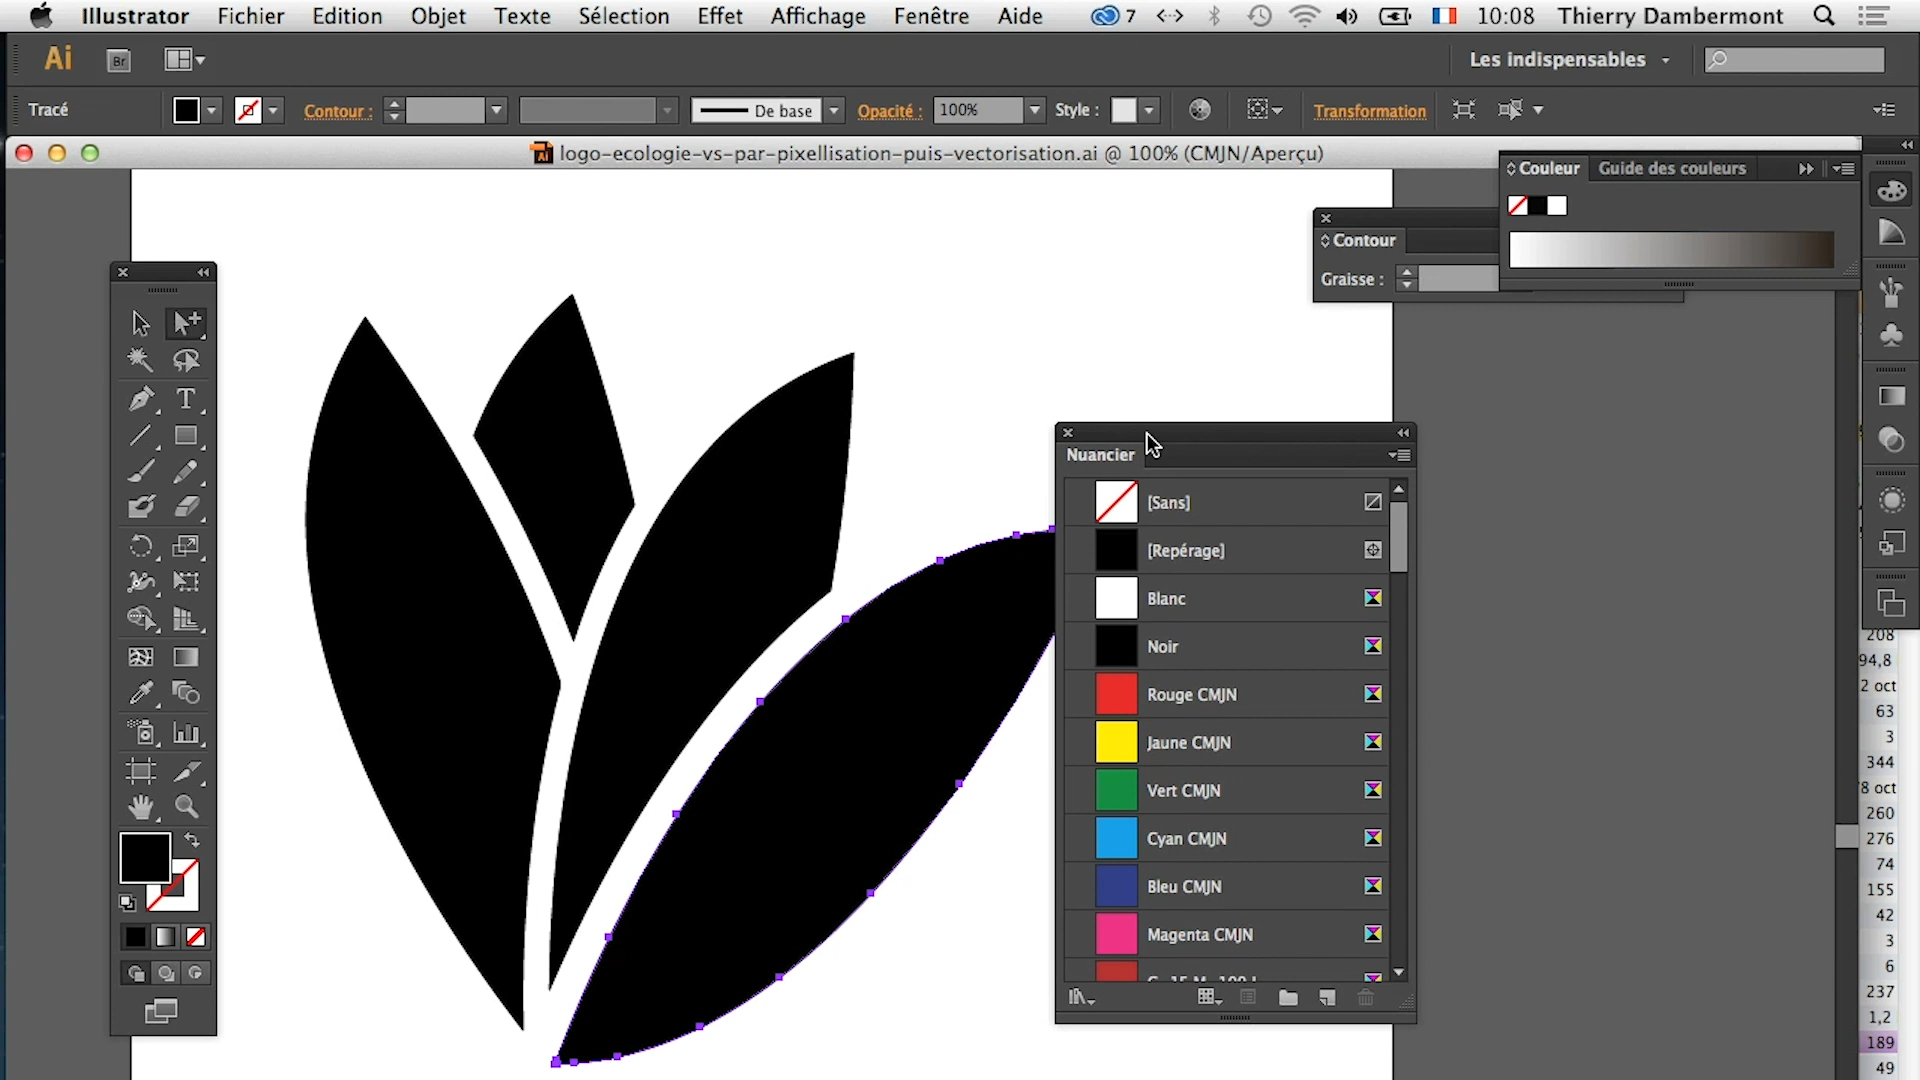 Illustrator Fichier Edition Objet Texte Sélection Effet Affichage Fenêtre Aide 7 10:08 Thierry Dambermont
Ai Br Les indispensables
Tracé Contour : De base Opacité : 100% Style : Transformation
logo-ecologie-vs-par-pixellisation-puis-vectorisation.ai @ 100% (CMJN/Aperçu)
Couleur Guide des couleurs
Contour
Graisse :
Nuancier
[Sans]
[Repérage]
Blanc
Noir
Rouge CMJN
Jaune CMJN
Vert CMJN
Cyan CMJN
Bleu CMJN
Magenta CMJN
T
208
94,8
2 oct
63
3
344
8 oct
260
276
74
155
42
3
6
237
1,2
189
49